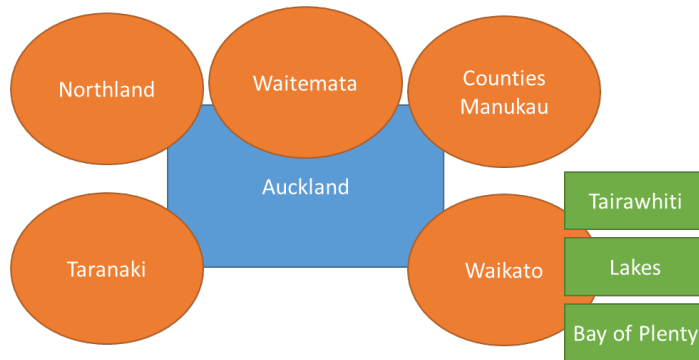 Northland
Waitemata
Counties
Manukau
Auckland
Tairawhiti
Taranaki
Waikato
Lakes
Bay of Plenty